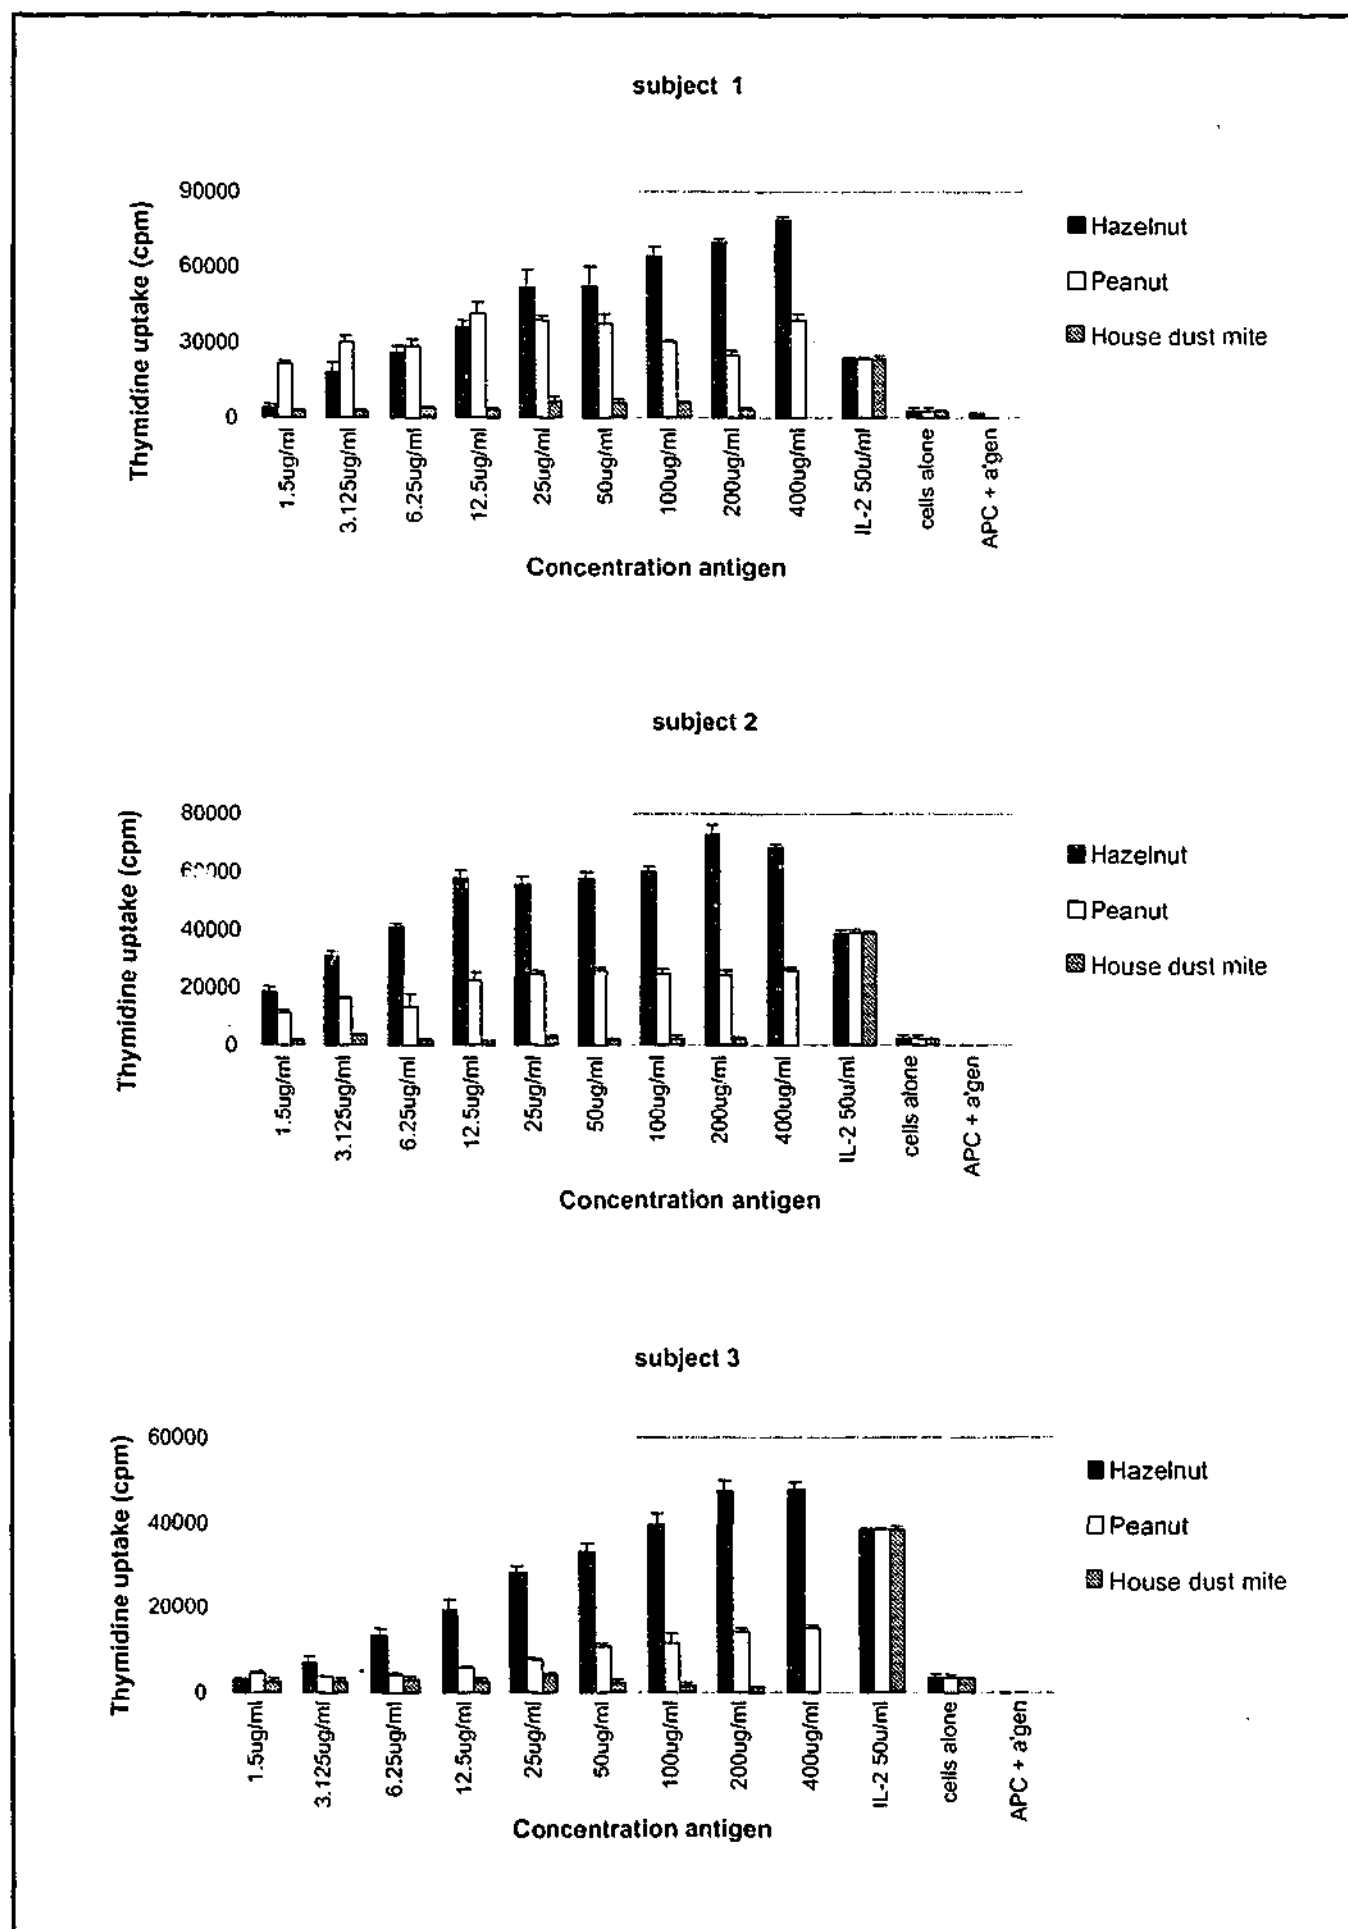 subject 1
Thymidine uptake (cpm)
90000
60000
30000
0
1.5ug/ml
3.125ug/ml
6.25ug/ml
12.5ug/ml
25ug/ml
50ug/ml
100ug/ml
200ug/ml
400ug/ml
IL-2 50u/ml
cells alone
APC + a'gen
Concentration antigen
Hazelnut
Peanut
House dust mite
subject 2
Thymidine uptake (cpm)
80000
60000
40000
20000
0
1.5ug/ml
3.125ug/ml
6.25ug/ml
12.5ug/ml
25ug/ml
50ug/ml
100ug/ml
200ug/ml
400ug/ml
IL-2 50u/ml
cells alone
APC + a'gen
Concentration antigen
Hazelnut
Peanut
House dust mite
subject 3
Thymidine uptake (cpm)
60000
40000
20000
0
1.5ug/ml
3.125ug/ml
6.25ug/ml
12.5ug/ml
25ug/ml
50ug/ml
100ug/ml
200ug/ml
400ug/ml
IL-2 50u/ml
cells alone
APC + a'gen
Concentration antigen
Hazelnut
Peanut
House dust mite